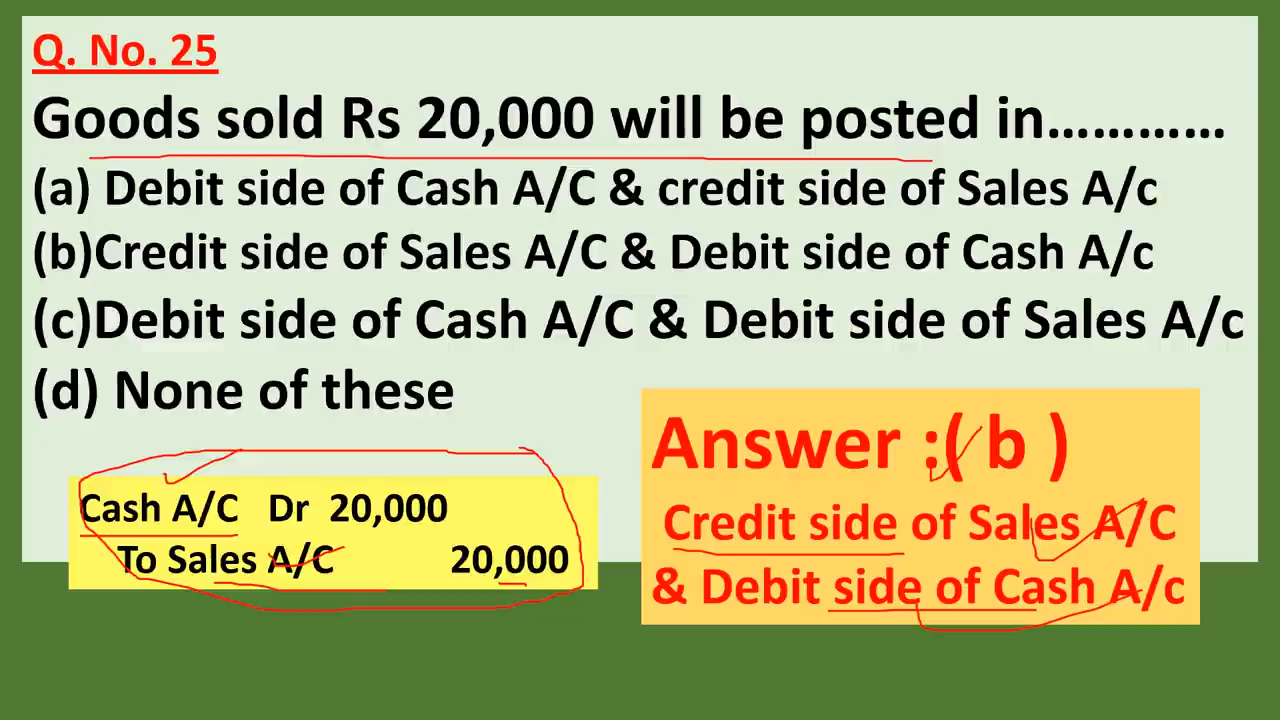 Q. No. 25
Goods sold Rs 20,000 will be posted in…………
(a) Debit side of Cash A/C & credit side of Sales A/c
(b)Credit side of Sales A/C & Debit side of Cash A/c
(c)Debit side of Cash A/C & Debit side of Sales A/c
(d) None of these
Cash A/C Dr 20,000
To Sales A/C 20,000
Answer :( b )
Credit side of Sales A/C
& Debit side of Cash A/c